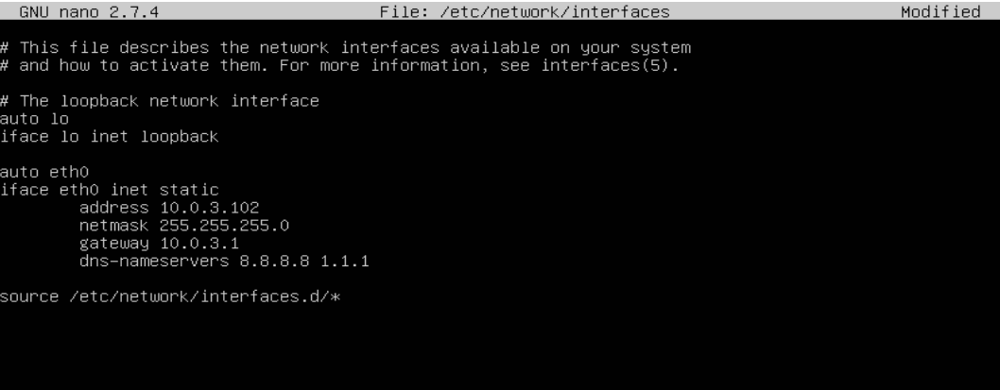 GNU nano 2.7.4 File: /etc/network/interfaces Modified
# This file describes the network interfaces available on your system
# and how to activate them. For more information, see interfaces(5).
# The loopback network interface
auto lo
iface lo inet loopback
auto eth0
iface eth0 inet static
address 10.0.3.102
netmask 255.255.255.0
gateway 10.0.3.1
dns-nameservers 8.8.8.8 1.1.1
source /etc/network/interfaces.d/*